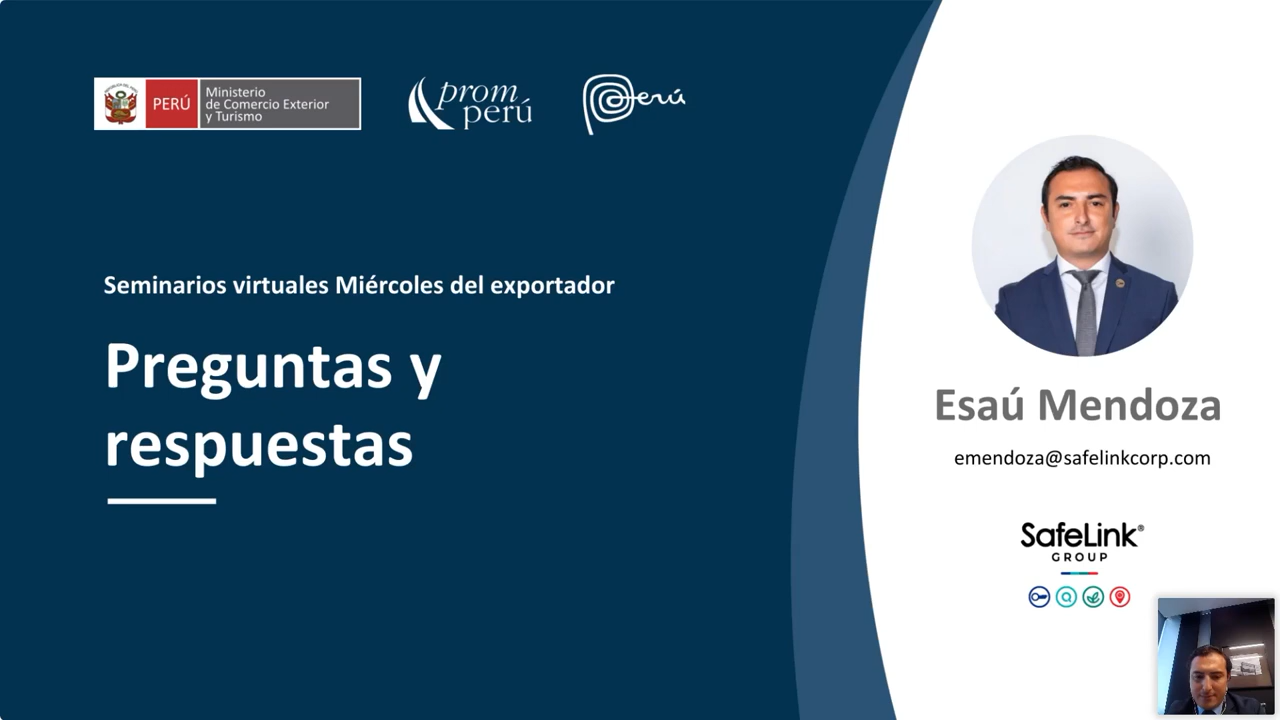 PERÚ
Ministerio
de Comercio Exterior
y Turismo
prom
perú
Perú
Seminarios virtuales Miércoles del exportador
Preguntas y
respuestas
Esaú Mendoza
emendoza@safelinkcorp.com
SafeLink®
GROUP